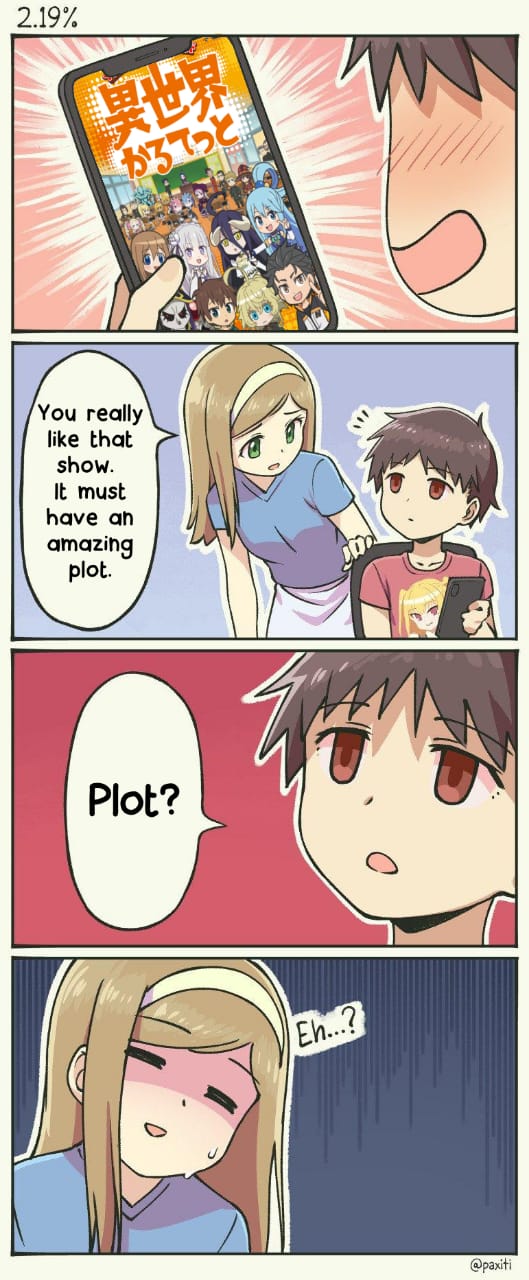 2.19%
異世界
かるてっと
You really
like that
show.
It must
have an
amazing
plot.
Plot?
Eh...?
@paxiti